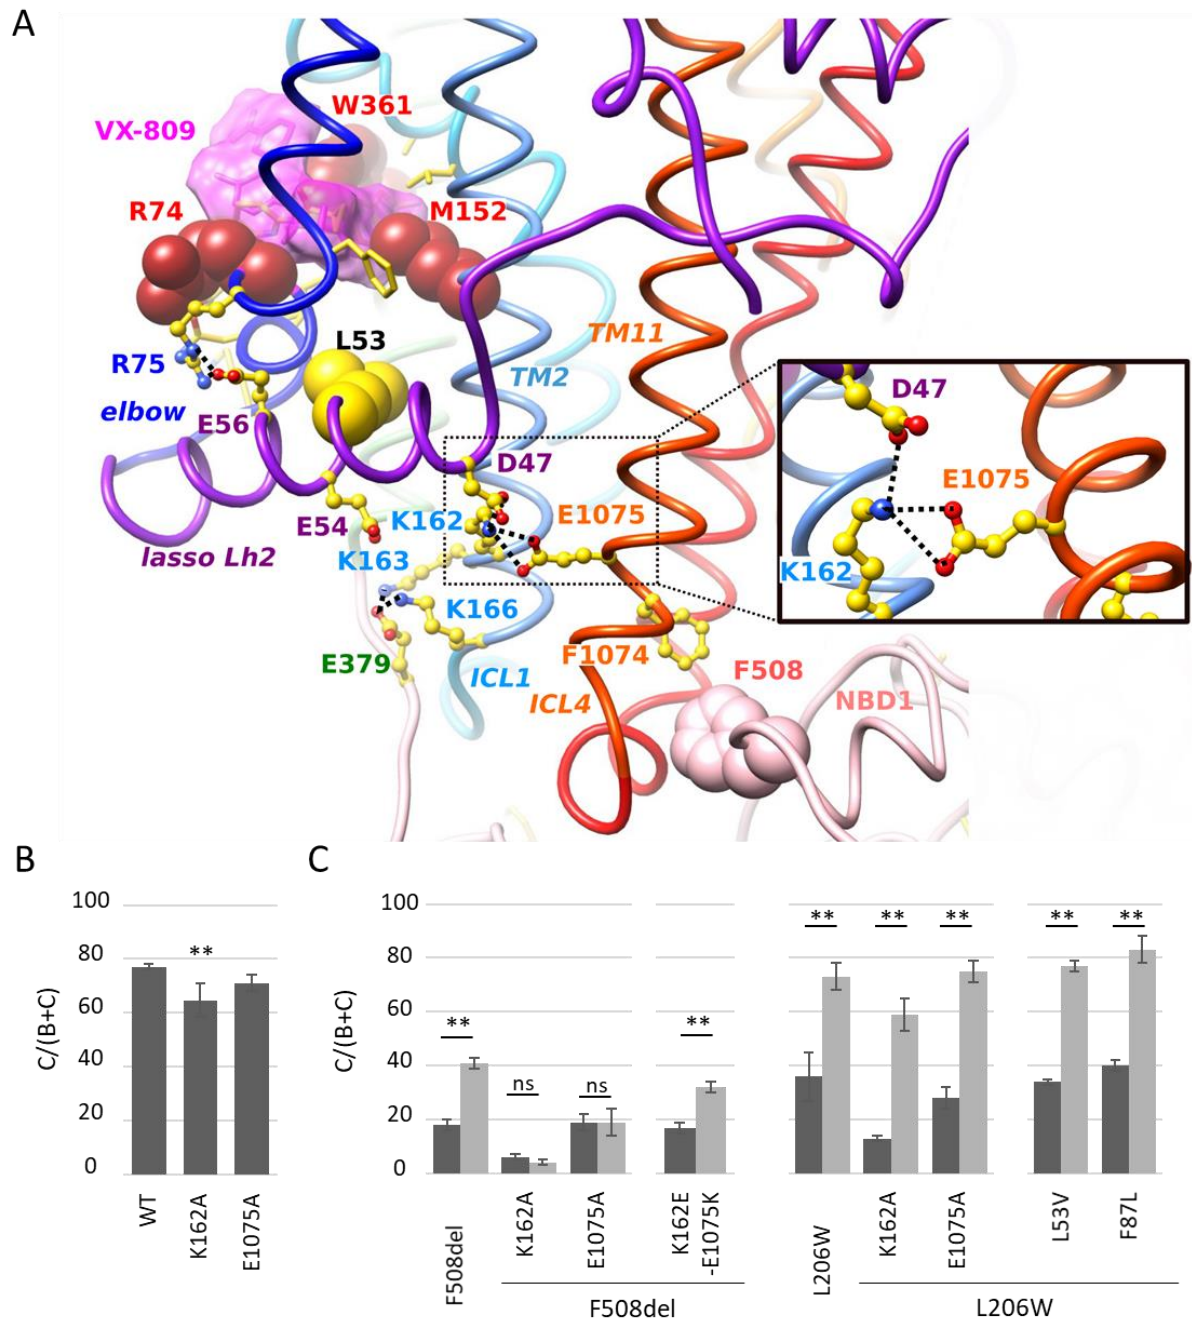 A
W361
VX-809
R74
M152
TM11
L53
R75
TM2
elbow
E56
D47
E1075
K162
E54
lasso Lh2
K163
K166
E379
F1074
F508
ICL1
ICL4
NBD1
D47
E1075
K162
B
C/(B+C)
100
80
60
40
20
0
**
WT
K162A
E1075A
C
C/(B+C)
100
80
60
40
20
0
** ns ns ** ** ** ** ** **
F508del
K162A
E1075A
K162E
-E1075K
F508del
L206W
K162A
E1075A
L53V
F87L
L206W